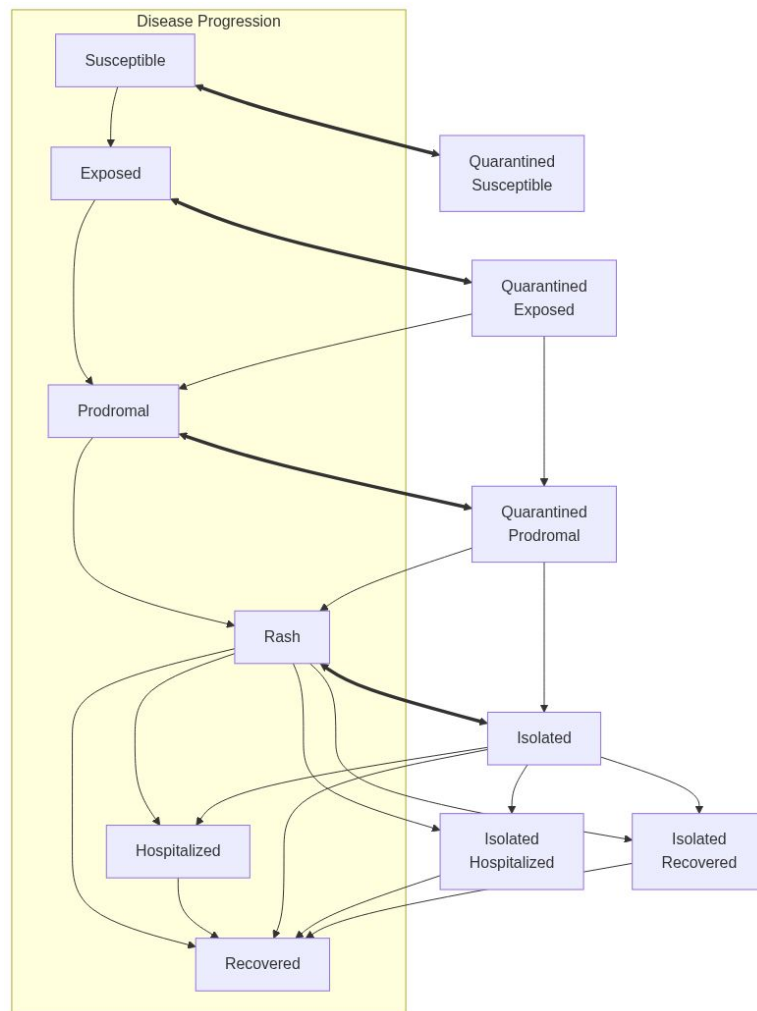 Disease Progression
Susceptible
Quarantined
Susceptible
Exposed
Quarantined
Exposed
Prodromal
Quarantined
Prodromal
Rash
Isolated
Hospitalized
Isolated
Hospitalized
Isolated
Recovered
Recovered